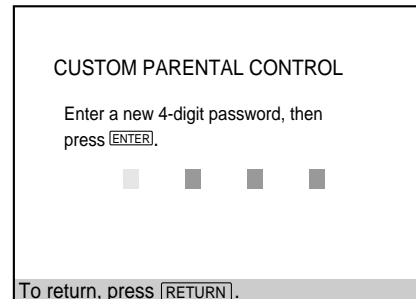 CUSTOM PARENTAL CONTROL
Enter a new 4-digit password, then
press ENTER.
To return, press RETURN.